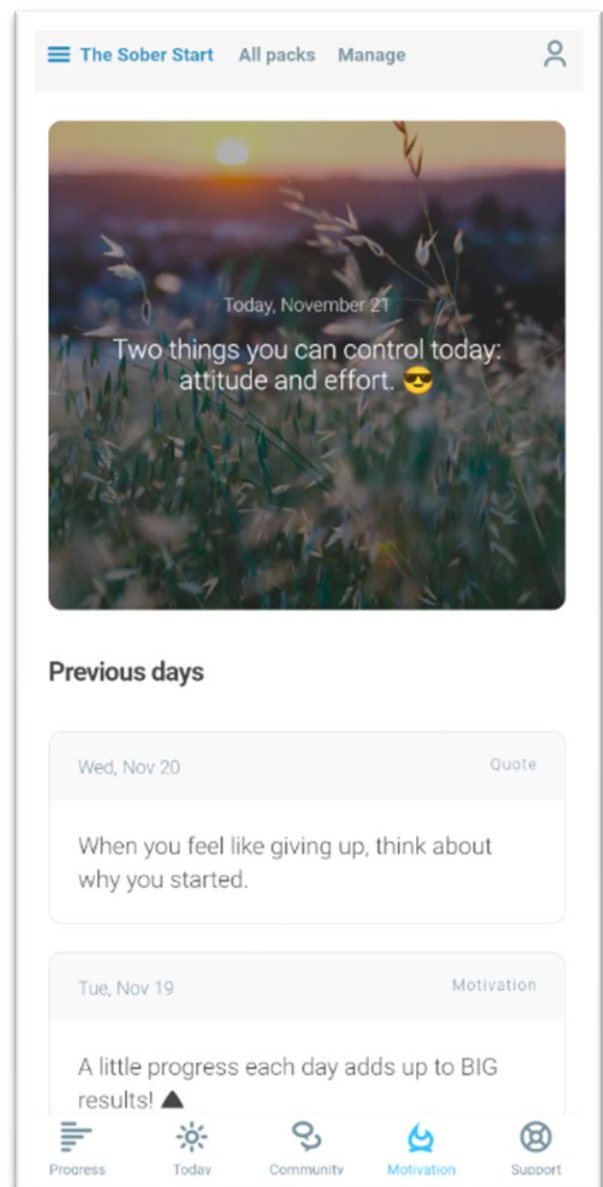 The Sober Start All packs Manage
Today, November 21
Two things you can control today:
attitude and effort. 😎
Previous days
Wed, Nov 20 Quote
When you feel like giving up, think about
why you started.
Tue, Nov 19 Motivation
A little progress each day adds up to BIG
results!
Progress Today Community Motivation Support